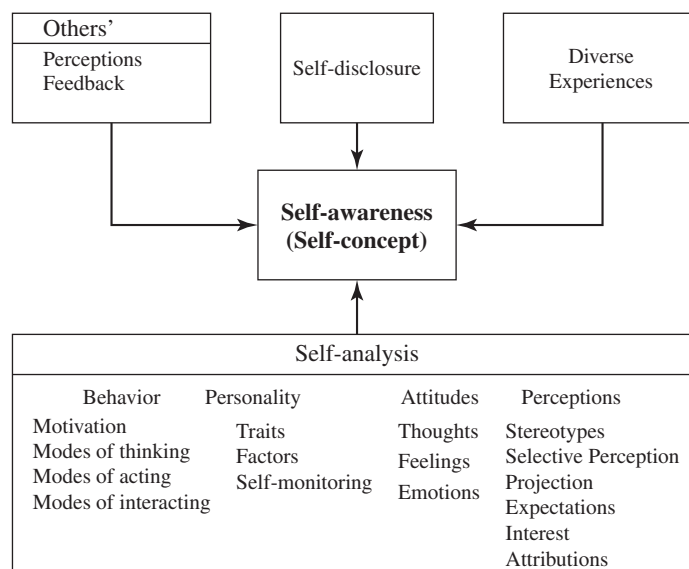 Others'
Perceptions
Feedback
Self-disclosure
Diverse
Experiences
Self-awareness
(Self-concept)
Self-analysis
Behavior
Motivation
Modes of thinking
Modes of acting
Modes of interacting
Personality
Traits
Factors
Self-monitoring
Attitudes
Thoughts
Feelings
Emotions
Perceptions
Stereotypes
Selective Perception
Projection
Expectations
Interest
Attributions